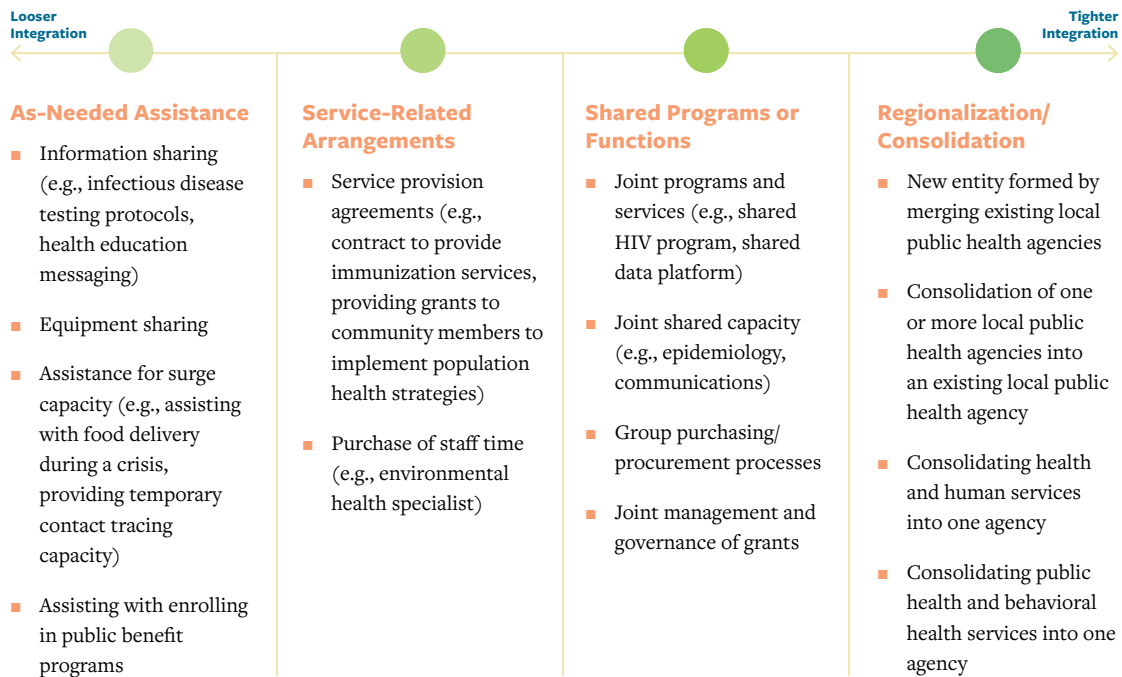 Looser
Integration
Tighter
Integration
As-Needed Assistance
Information sharing
(e.g., infectious disease
testing protocols,
health education
messaging)
Equipment sharing
Assistance for surge
capacity (e.g., assisting
with food delivery
during a crisis,
providing temporary
contact tracing
capacity)
Assisting with enrolling
in public benefit
programs
Service-Related
Arrangements
Service provision
agreements (e.g.,
contract to provide
immunization services,
providing grants to
community members to
implement population
health strategies)
Purchase of staff time
(e.g., environmental
health specialist)
Shared Programs or
Functions
Joint programs and
services (e.g., shared
HIV program, shared
data platform)
Joint shared capacity
(e.g., epidemiology,
communications)
Group purchasing/
procurement processes
Joint management and
governance of grants
Regionalization/
Consolidation
New entity formed by
merging existing local
public health agencies
Consolidation of one
or more local public
health agencies into
an existing local public
health agency
Consolidating health
and human services
into one agency
Consolidating public
health and behavioral
health services into one
agency